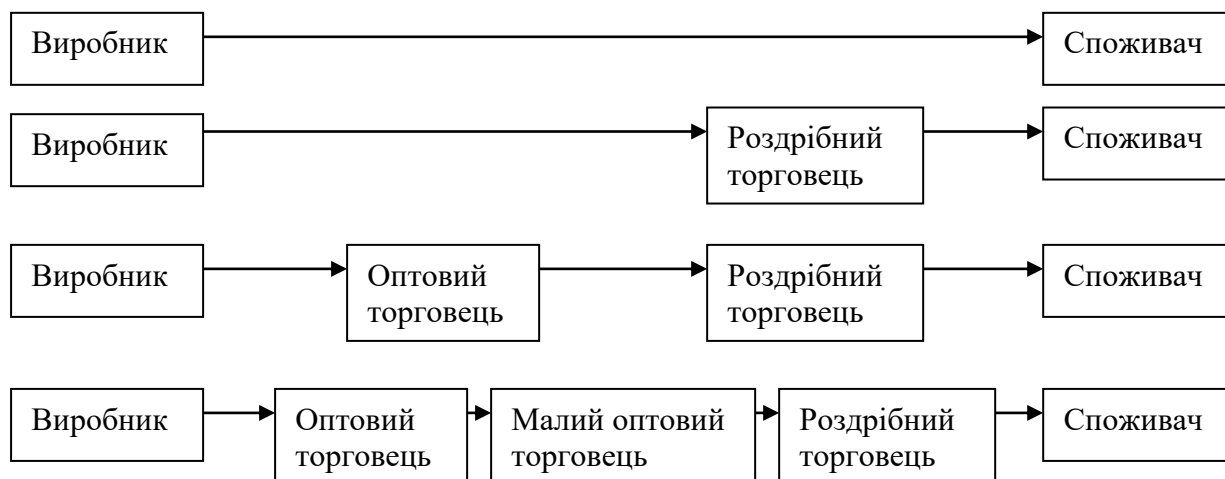 Виробник
Споживач
Виробник
Роздрібний
торговець
Споживач
Виробник
Оптовий
торговець
Роздрібний
торговець
Споживач
Виробник
Оптовий
торговець
Малий оптовий
торговець
Роздрібний
торговець
Споживач